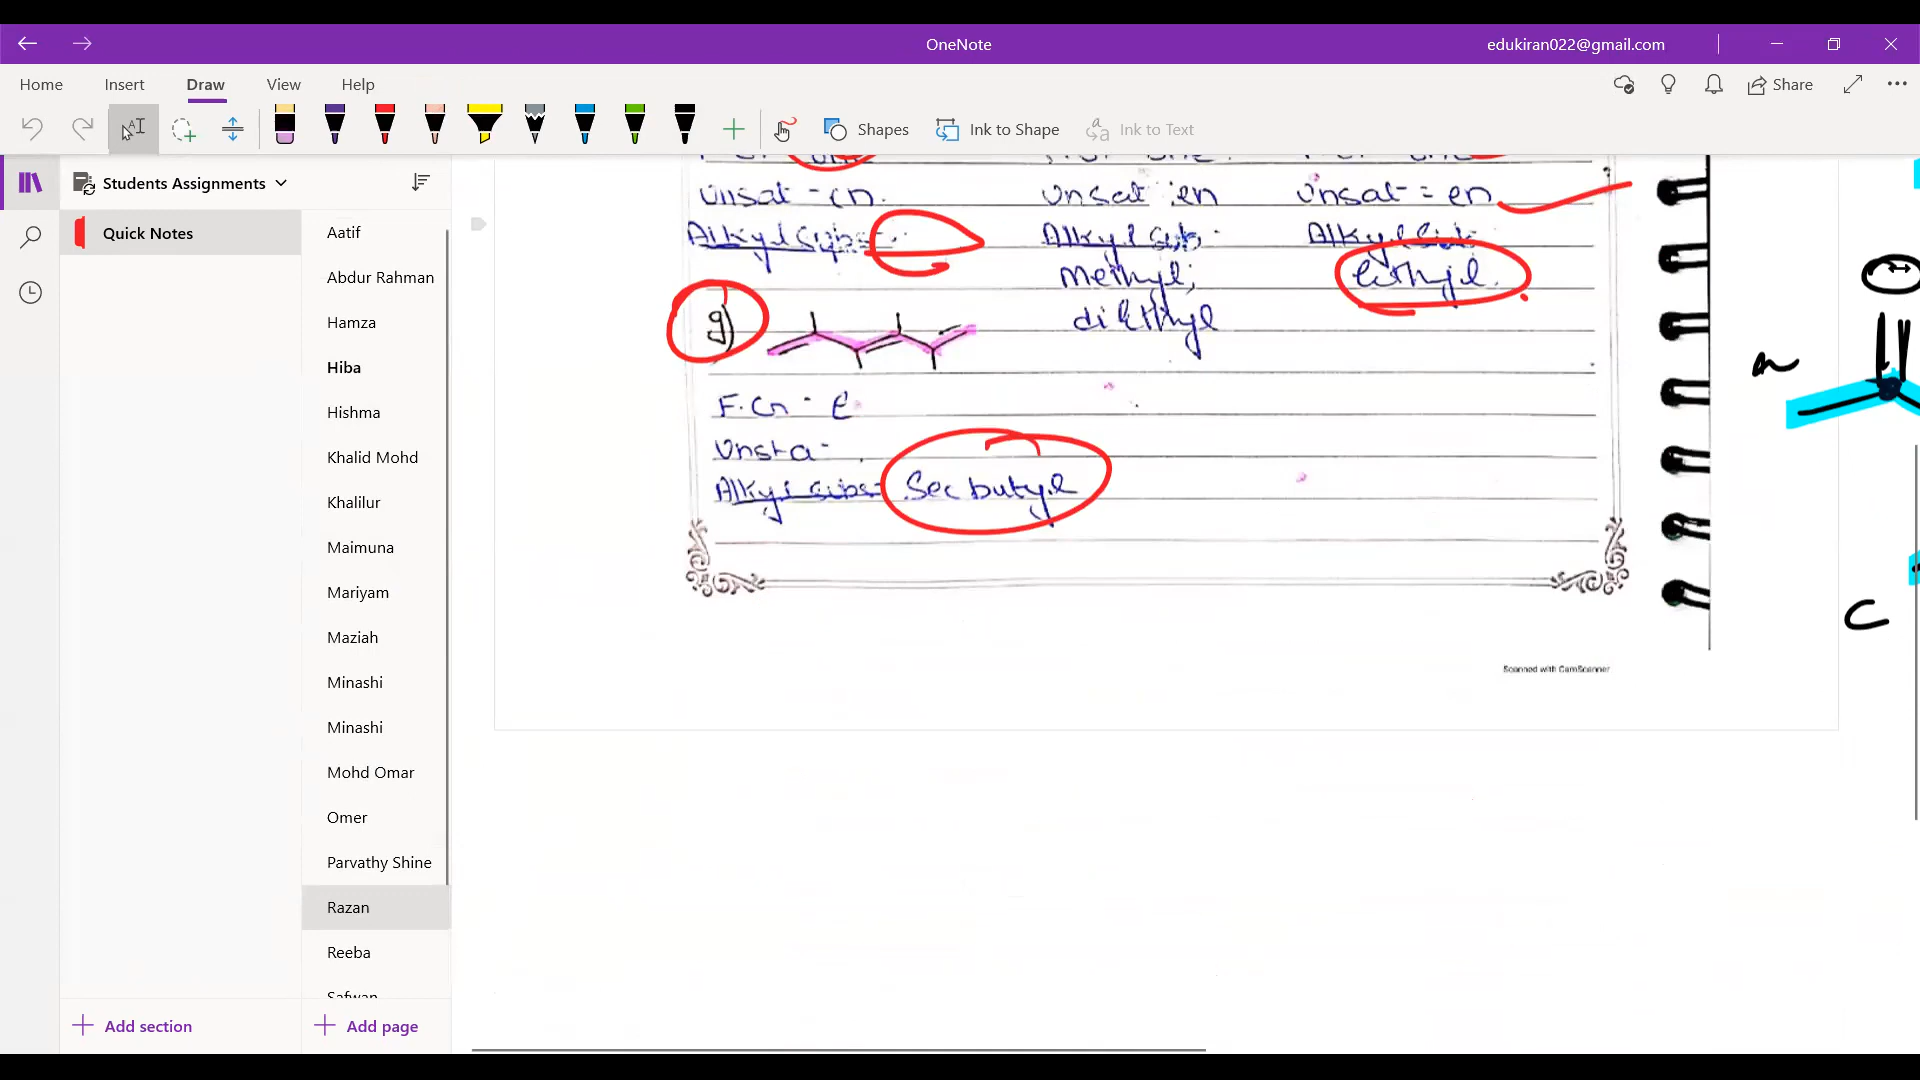 OneNote
edukiran022@gmail.com
Home
Insert
Draw
View
Help
Share
Shapes
Ink to Shape
Ink to Text
Students Assignments
Quick Notes
Aatif
Abdur Rahman
Hamza
Hiba
Hishma
Khalid Mohd
Khalilur
Maimuna
Mariyam
Maziah
Minashi
Minashi
Mohd Omar
Omer
Parvathy Shine
Razan
Reeba
Safwan
Add section
Add page
Unsat - en. Unsat : en Unsat = en
Alkyl subs - Alkyl sub - Alkyl sub:
Methyl;
diEthyl
g)
F.Cn -
Unsta -
Alkyl subs - Sec butyl
Scanned with CamScanner
C